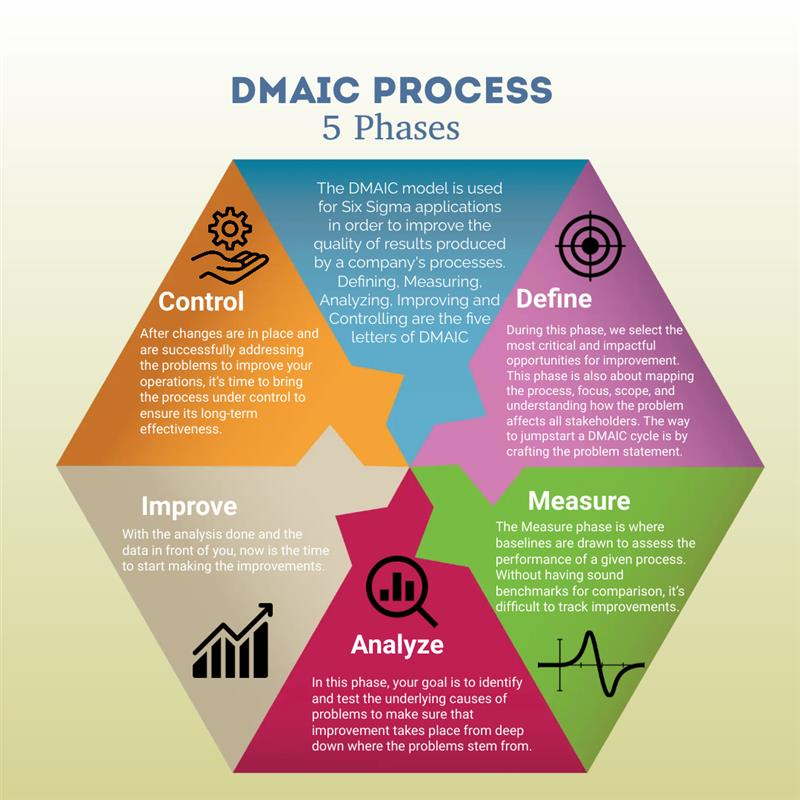 DMAIC PROCESS
5 Phases
The DMAIC model is used
for Six Sigma applications
in order to improve the
quality of results produced
by a company's processes.
Defining, Measuring,
Analyzing, Improving and
Controlling are the five
letters of DMAIC
Define
During this phase, we select the
most critical and impactful
opportunities for improvement.
This phase is also about mapping
the process, focus, scope, and
understanding how the problem
affects all stakeholders. The way
to jumpstart a DMAIC cycle is by
crafting the problem statement.
Measure
The Measure phase is where
baselines are drawn to assess the
performance of a given process.
Without having sound
benchmarks for comparison, it's
difficult to track improvements.
Analyze
In this phase, your goal is to identify
and test the underlying causes of
problems to make sure that
improvement takes place from deep
down where the problems stem from.
Improve
With the analysis done and the
data in front of you, now is the time
to start making the improvements.
Control
After changes are in place and
are successfully addressing
the problems to improve your
operations, it's time to bring
the process under control to
ensure its long-term
effectiveness.